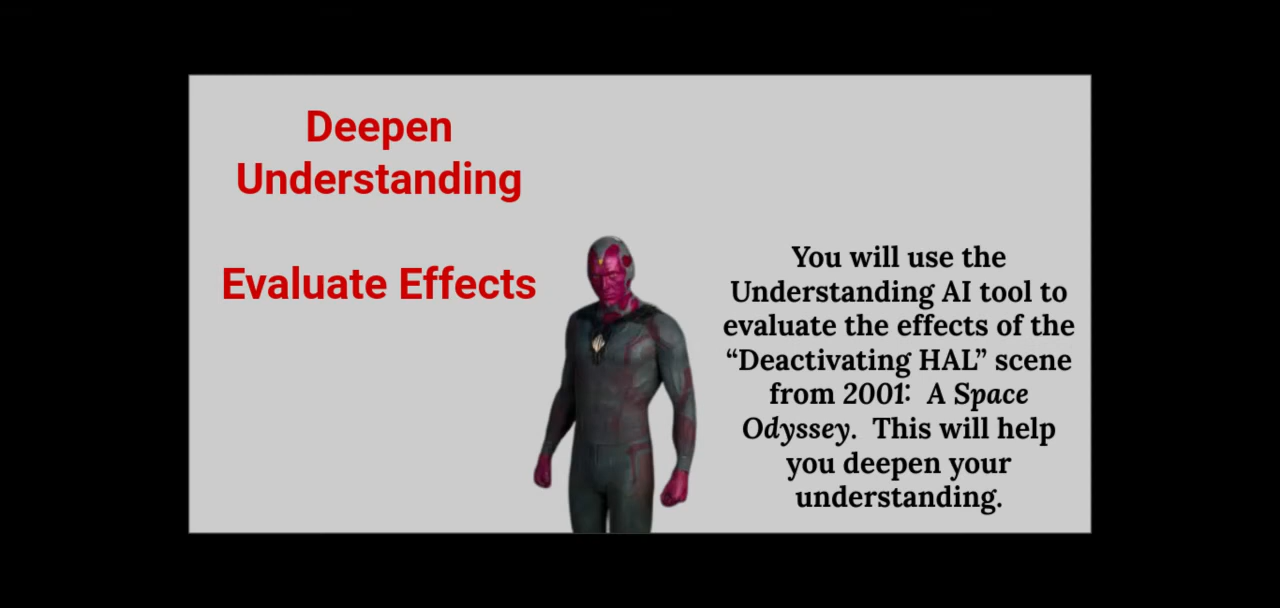 Deepen
Understanding
Evaluate Effects
You will use the
Understanding AI tool to
evaluate the effects of the
“Deactivating HAL” scene
from 2001:  A Space
Odyssey.  This will help
you deepen your
understanding.